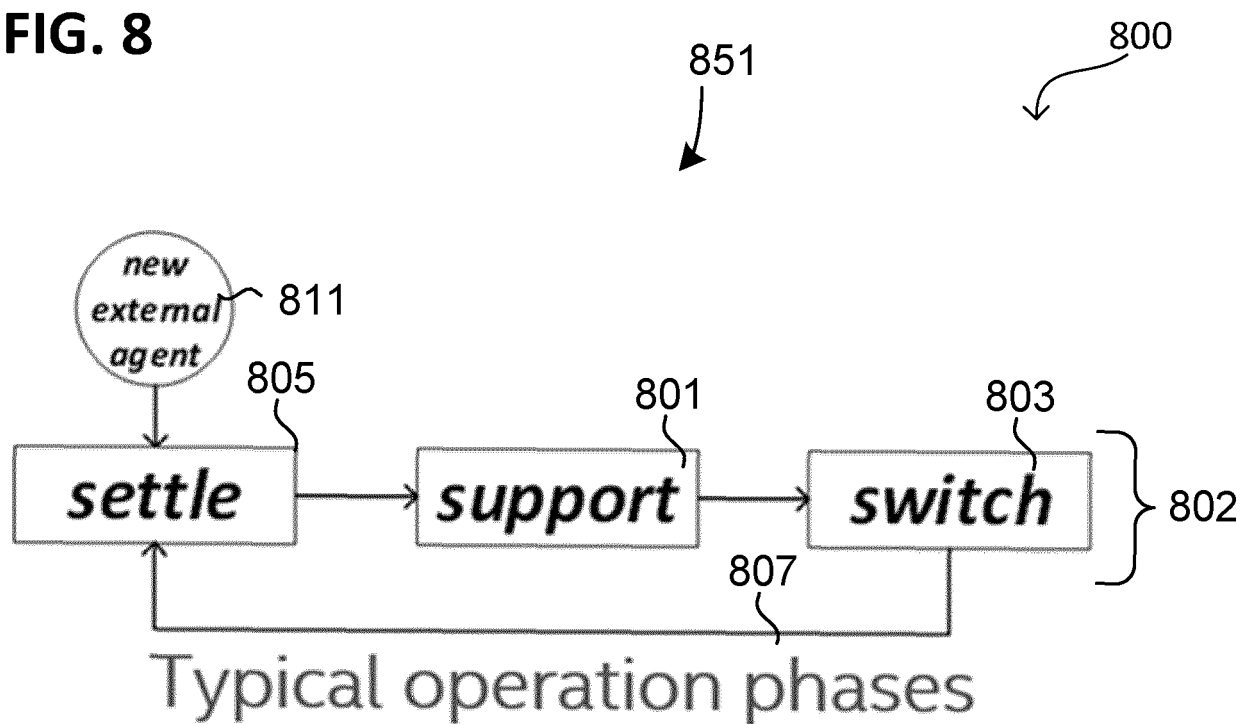 FIG. 8
851
800
new
external
agent
811
805
801
803
settle
support
switch
802
807
Typical operation phases